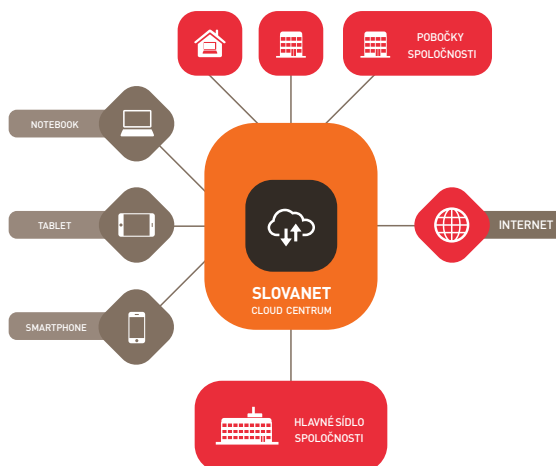 POBOČKY
SPOLOČNOSTI
NOTEBOOK
TABLET
INTERNET
SLOVANET
CLOUD CENTRUM
SMARTPHONE
HLAVNÉ SÍDLO
SPOLOČNOSTI